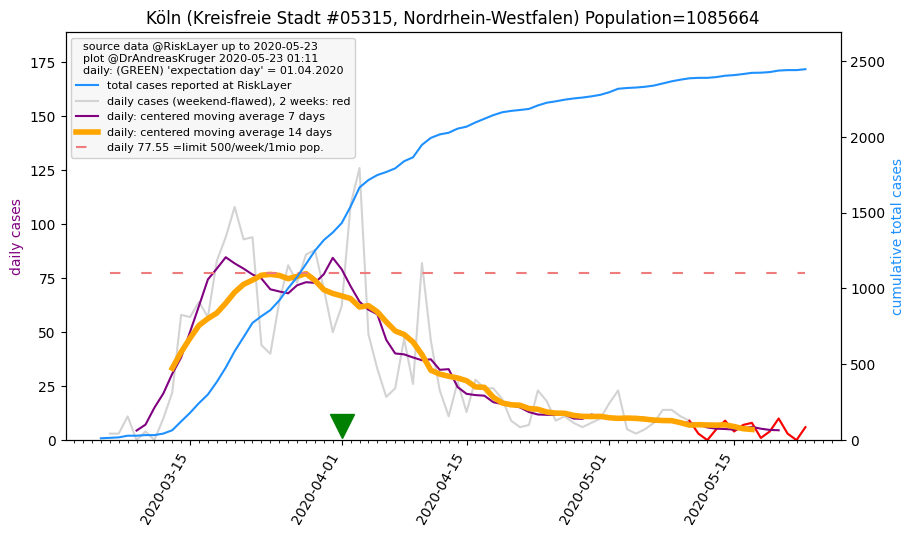 Köln (Kreisfreie Stadt #05315, Nordrhein-Westfalen) Population=1085664
source data @RiskLayer up to 2020-05-23
plot @DrAndreasKruger 2020-05-23 01:11
daily: (GREEN) 'expectation day' = 01.04.2020
total cases reported at RiskLayer
daily cases (weekend-flawed), 2 weeks: red
daily: centered moving average 7 days
daily: centered moving average 14 days
daily 77.55 =limit 500/week/1mio pop.
daily cases
175
150
125
100
75
50
25
0
2500
2000
1500
1000
500
0
cumulative total cases
2020-03-15
2020-04-01
2020-04-15
2020-05-01
2020-05-15